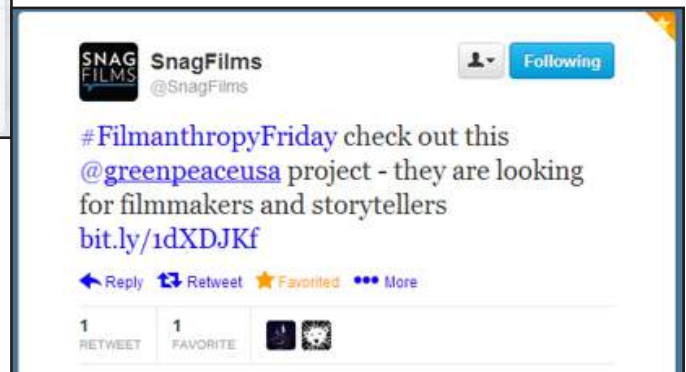 SNAG
FILMS
SnagFilms
@SnagFilms
Following
#FilmanthropyFriday check out this
@greenpeaceusa project - they are looking
for filmmakers and storytellers
bit.ly/1dXDJKf
Reply Retweet Favorited More
1 1
RETWEET FAVORITE